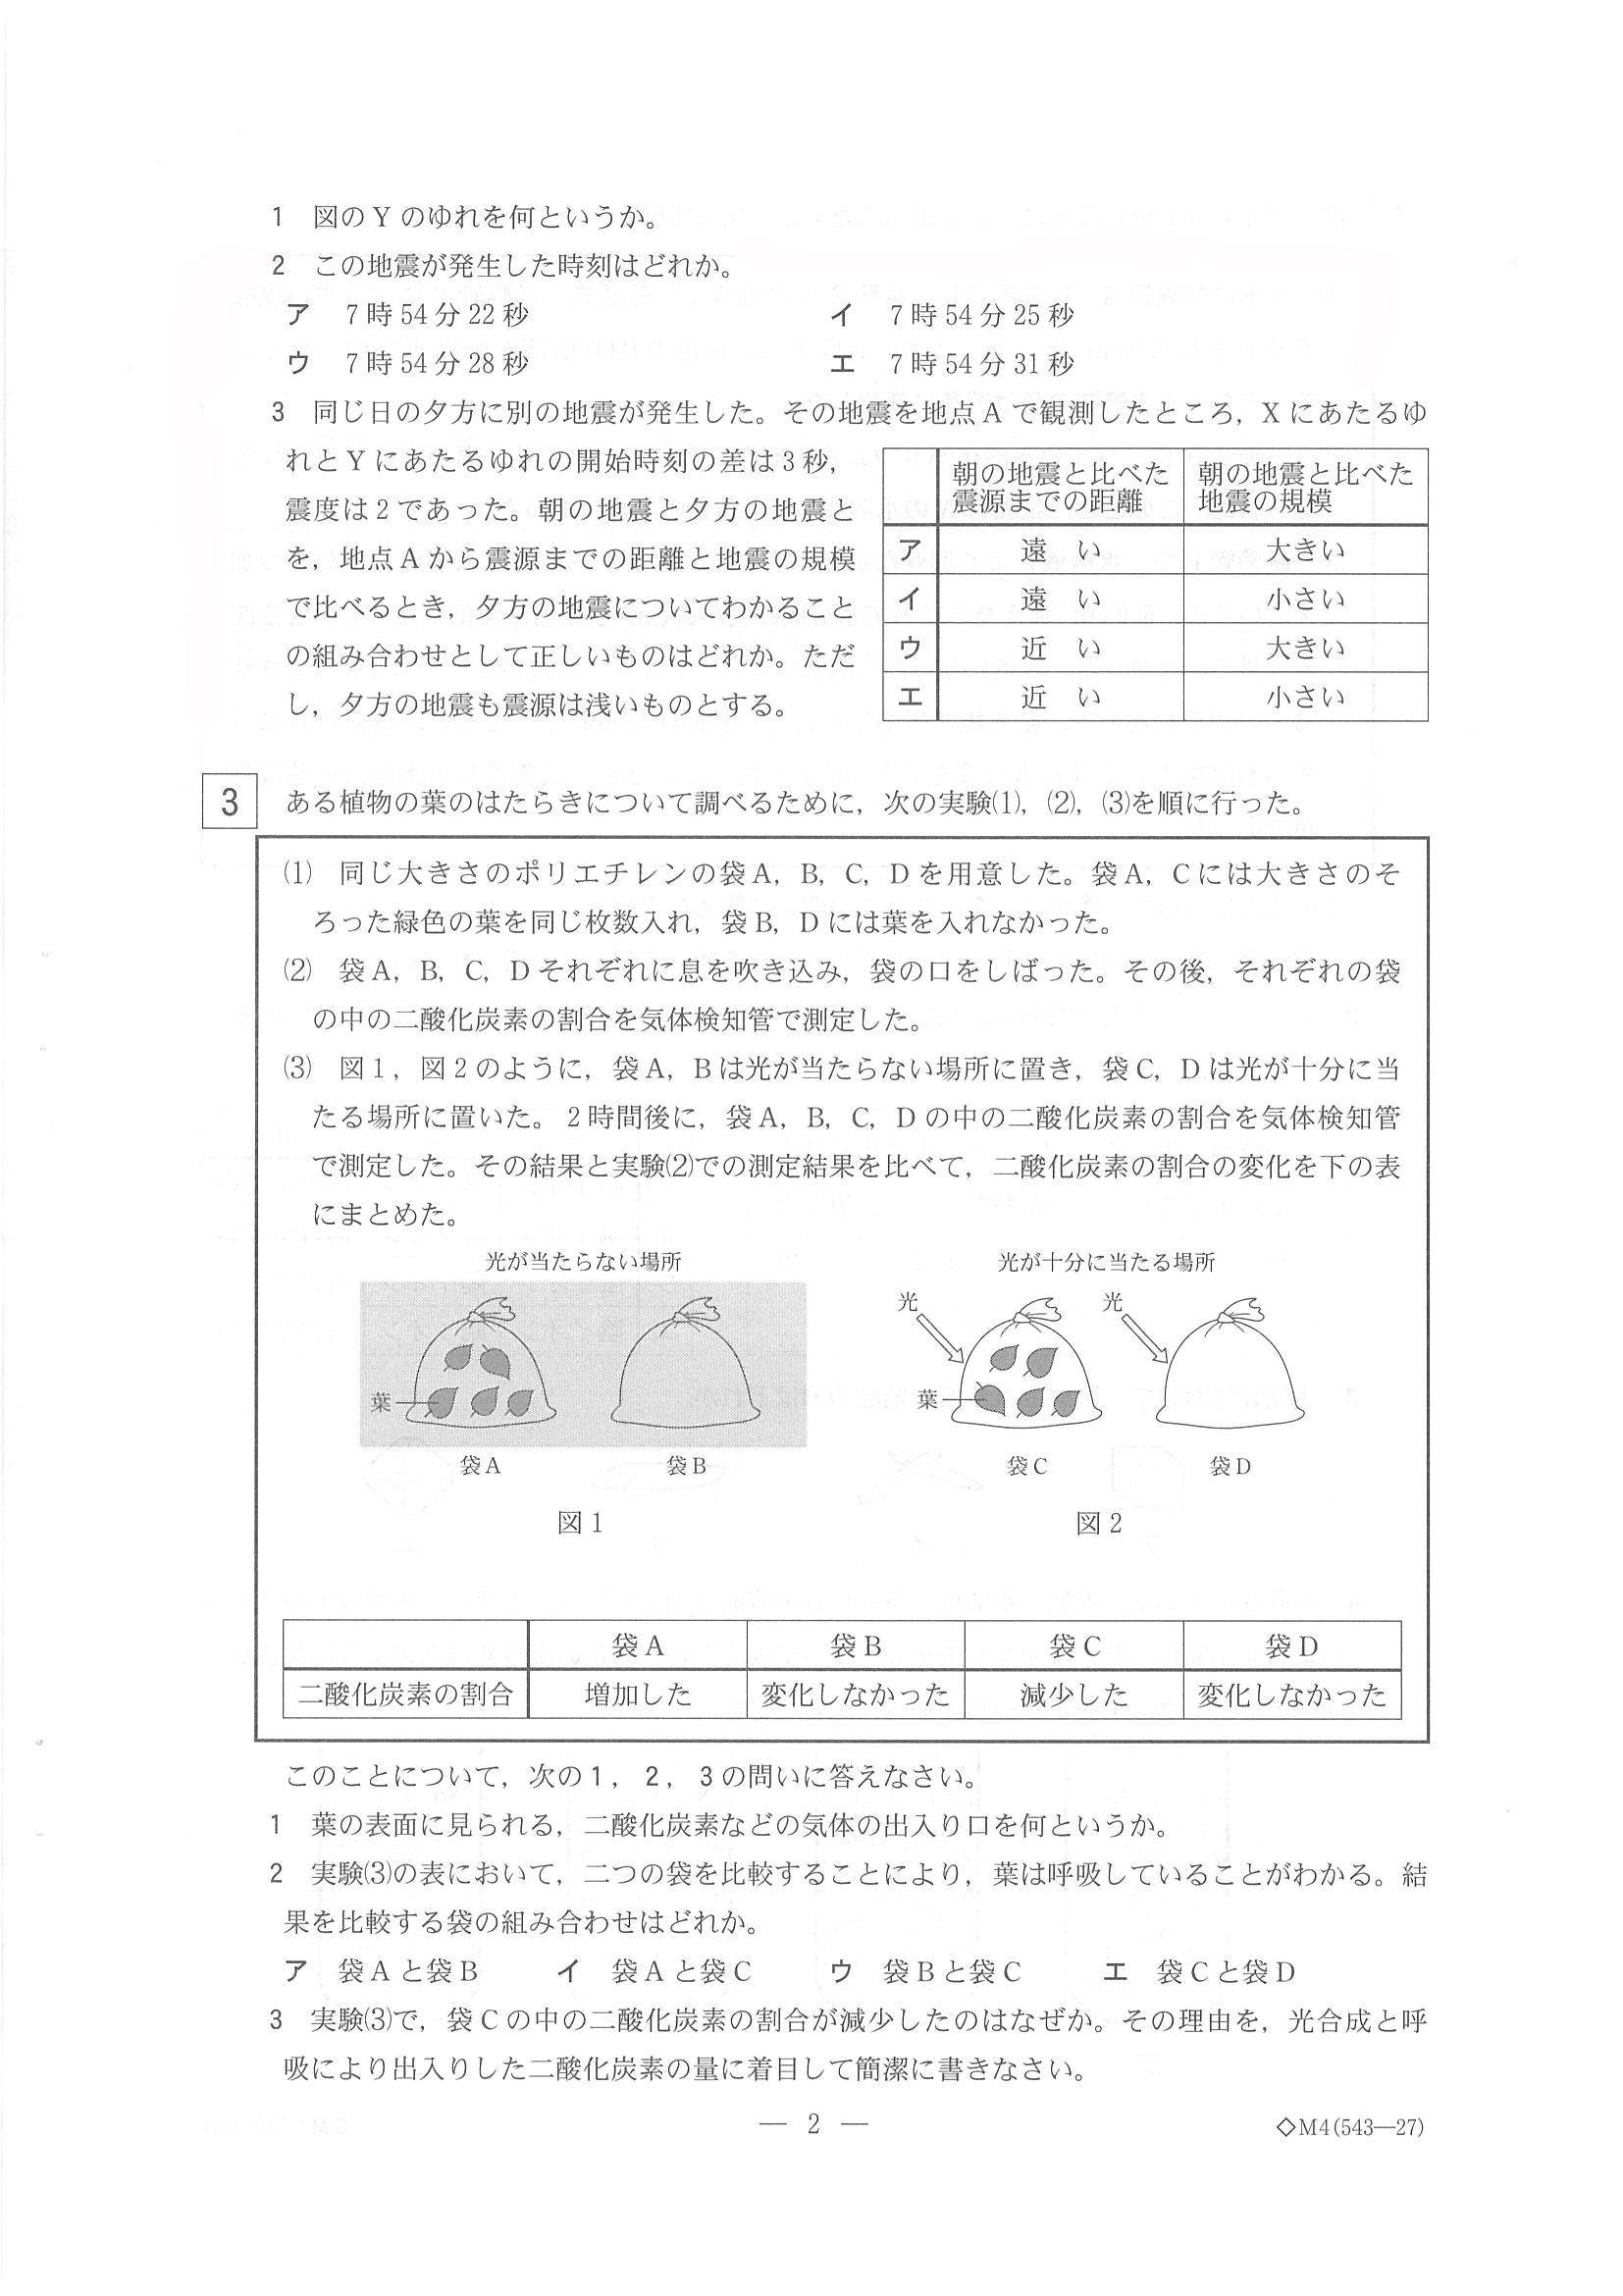 1　図のYのゆれを何というか。
2　この地震が発生した時刻はどれか。
ア　7時54分22秒　イ　7時54分25秒
ウ　7時54分28秒　エ　7時54分31秒
3　同じ日の夕方に別の地震が発生した。その地震を地点Aで観測したところ，Xにあたるゆ
れとYにあたるゆれの開始時刻の差は3秒，
震度は2であった。朝の地震と夕方の地震と
を，地点Aから震源までの距離と地震の規模
で比べるとき，夕方の地震についてわかること
の組み合わせとして正しいものはどれか。ただ
し，夕方の地震も震源は浅いものとする。
朝の地震と比べた　朝の地震と比べた
震源までの距離　地震の規模
ア　遠い　大きい
イ　遠い　小さい
ウ　近い　大きい
エ　近い　小さい
3　ある植物の葉のはたらきについて調べるために，次の実験⑴，⑵，⑶を順に行った。
⑴　同じ大きさのポリエチレンの袋A，B，C，Dを用意した。袋A，Cには大きさのそ
ろった緑色の葉を同じ枚数入れ，袋B，Dには葉を入れなかった。
⑵　袋A，B，C，Dそれぞれに息を吹き込み，袋の口をしばった。その後，それぞれの袋
の中の二酸化炭素の割合を気体検知管で測定した。
⑶　図1，図2のように，袋A，Bは光が当たらない場所に置き，袋C，Dは光が十分に当
たる場所に置いた。2時間後に，袋A，B，C，Dの中の二酸化炭素の割合を気体検知管
で測定した。その結果と実験⑵での測定結果を比べて，二酸化炭素の割合の変化を下の表
にまとめた。
光が当たらない場所　光が十分に当たる場所
光　光
葉　葉
袋A　袋B　袋C　袋D
図1　図2
袋A　袋B　袋C　袋D
二酸化炭素の割合　増加した　変化しなかった　減少した　変化しなかった
このことについて，次の1，2，3の問いに答えなさい。
1　葉の表面に見られる，二酸化炭素などの気体の出入り口を何というか。
2　実験⑶の表において，二つの袋を比較することにより，葉は呼吸していることがわかる。結
果を比較する袋の組み合わせはどれか。
ア　袋Aと袋B　イ　袋Aと袋C　ウ　袋Bと袋C　エ　袋Cと袋D
3　実験⑶で，袋Cの中の二酸化炭素の割合が減少したのはなぜか。その理由を，光合成と呼
吸により出入りした二酸化炭素の量に着目して簡潔に書きなさい。
― 2 ―
◇M4(543―27)